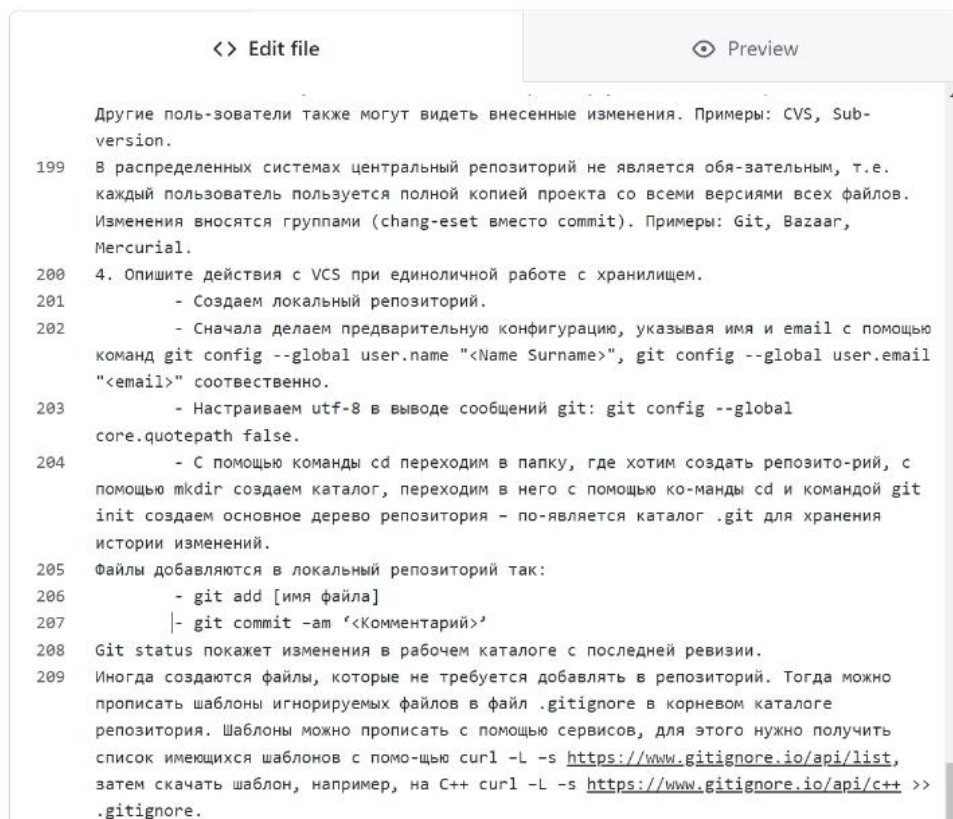 <> Edit file
Preview
Другие поль-зователи также могут видеть внесенные изменения. Примеры: CVS, Sub-
version.
199 В распределенных системах центральный репозиторий не является обя-зательным, т.е.
каждый пользователь пользуется полной копией проекта со всеми версиями всех файлов.
Изменения вносятся группами (chang-eset вместо commit). Примеры: Git, Bazaar,
Mercurial.
200 4. Опишите действия с VCS при единоличной работе с хранилищем.
201 - Создаем локальный репозиторий.
202 - Сначала делаем предварительную конфигурацию, указывая имя и email с помощью
команд git config --global user.name "<Name Surname>", git config --global user.email
"<email>" соотвественно.
203 - Настраиваем utf-8 в выводе сообщений git: git config --global
core.quotepath false.
204 - С помощью команды cd переходим в папку, где хотим создать репозито-рий, с
помощью mkdir создаем каталог, переходим в него с помощью ко-манды cd и командой git
init создаем основное дерево репозитория – по-является каталог .git для хранения
истории изменений.
205 Файлы добавляются в локальный репозиторий так:
206 - git add [имя файла]
207 - git commit –am ‘<Комментарий>’
208 Git status покажет изменения в рабочем каталоге с последней ревизии.
209 Иногда создаются файлы, которые не требуется добавлять в репозиторий. Тогда можно
прописать шаблоны игнорируемых файлов в файл .gitignore в корневом каталоге
репозитория. Шаблоны можно прописать с помощью сервисов, для этого нужно получить
список имеющихся шаблонов с помо-щью curl –L –s https://www.gitignore.io/api/list,
затем скачать шаблон, например, на C++ curl –L –s https://www.gitignore.io/api/c++ >>
.gitignore.